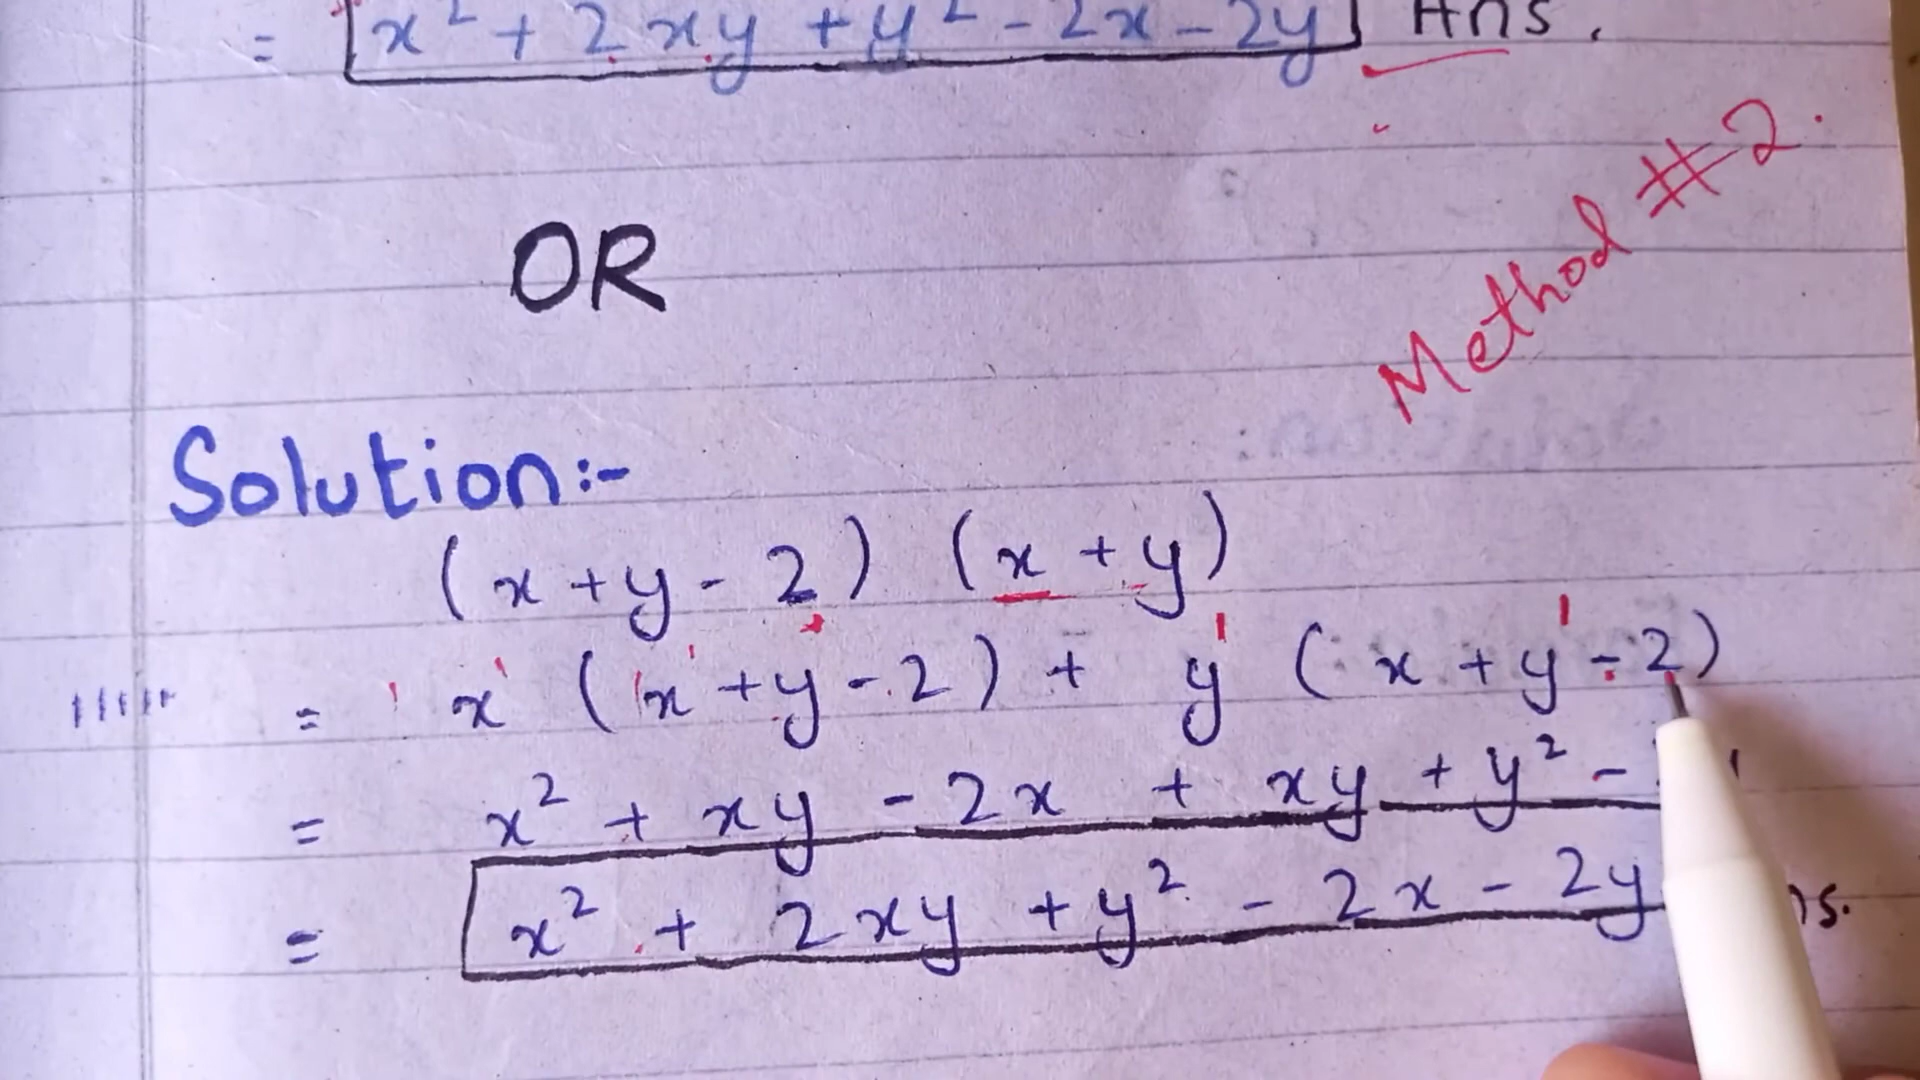 = x² + 2xy + y² - 2x - 2y Ans.
Method #2.
OR
Solution:-
(x + y - 2) (x + y)
= x (x + y - 2) + y (x + y - 2)
= x² + xy - 2x + xy + y² -
= x² + 2xy + y² - 2x - 2y